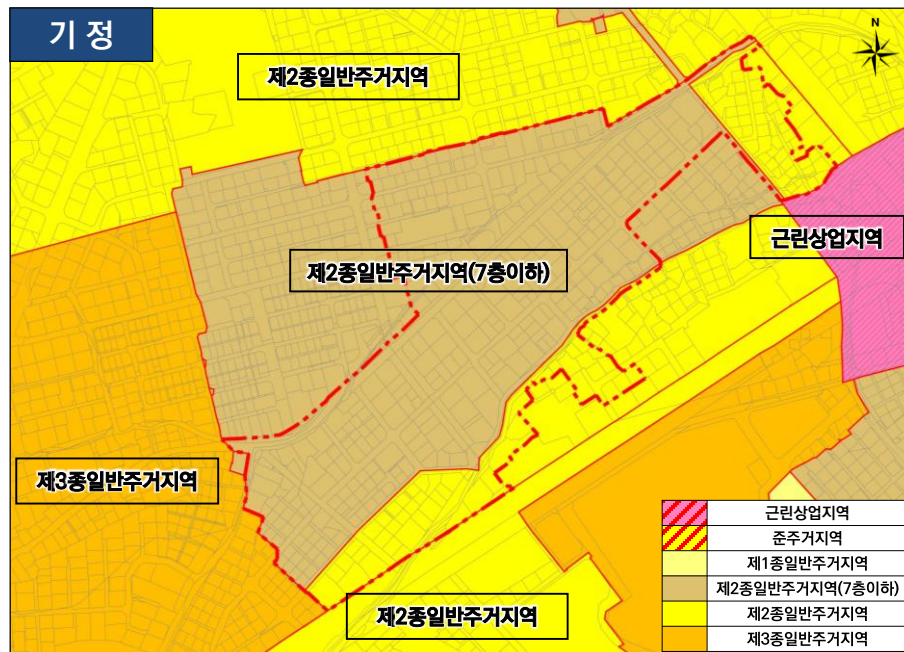 기 정
N
제2종일반주거지역
근린상업지역
제2종일반주거지역(7층이하)
제3종일반주거지역
제2종일반주거지역
근린상업지역
준주거지역
제1종일반주거지역
제2종일반주거지역(7층이하)
제2종일반주거지역
제3종일반주거지역